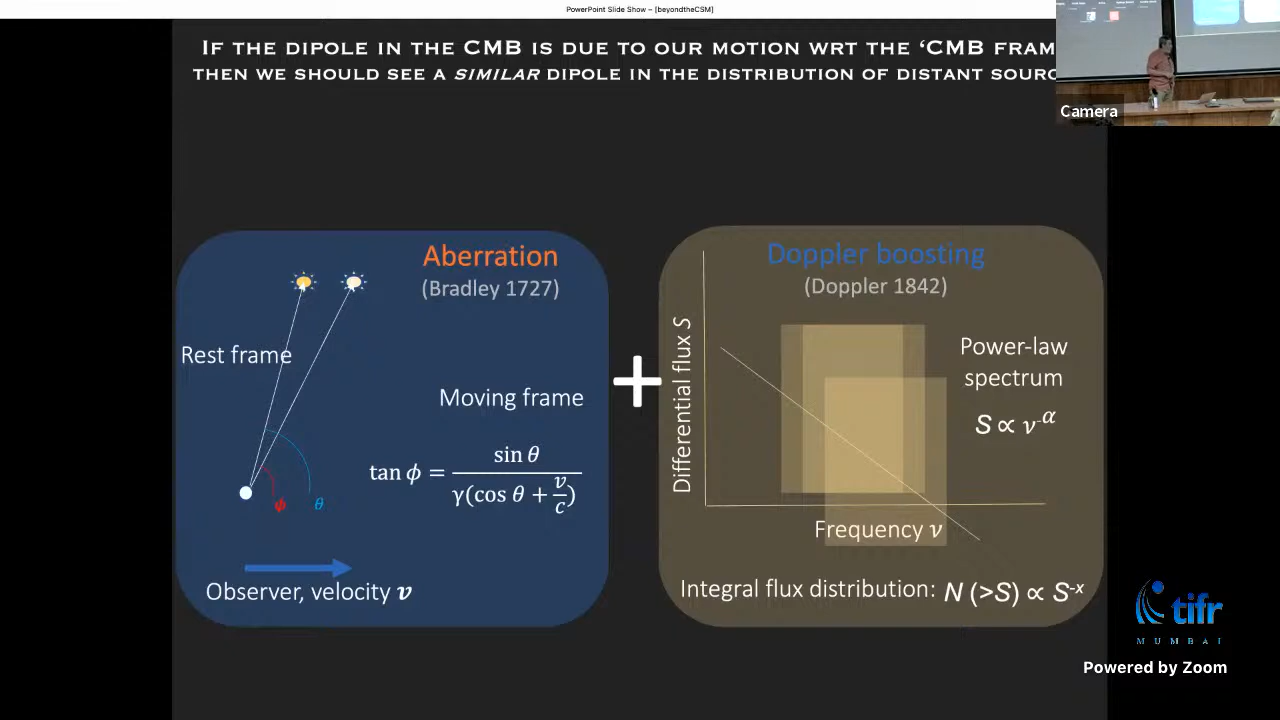 PowerPoint Slide Show – [beyondtheCSM]
IF THE DIPOLE IN THE CMB IS DUE TO OUR MOTION WRT THE ‘CMB FRAM
THEN WE SHOULD SEE A SIMILAR DIPOLE IN THE DISTRIBUTION OF DISTANT SOURC
Camera
Aberration
(Bradley 1727)
Rest frame
Moving frame
tan ϕ = sin θ / γ(cos θ + v/c)
ϕ θ
Observer, velocity v
+
Doppler boosting
(Doppler 1842)
Differential flux S
Power-law
spectrum
S ∝ ν^-α
Frequency ν
Integral flux distribution: N (>S) ∝ S^-x
tifr
MUMBAI
Powered by Zoom